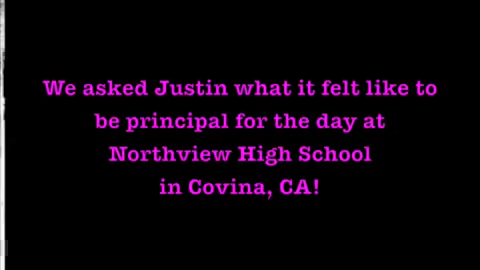 We asked Justin what it felt like to
be principal for the day at
Northview High School
in Covina, CA!